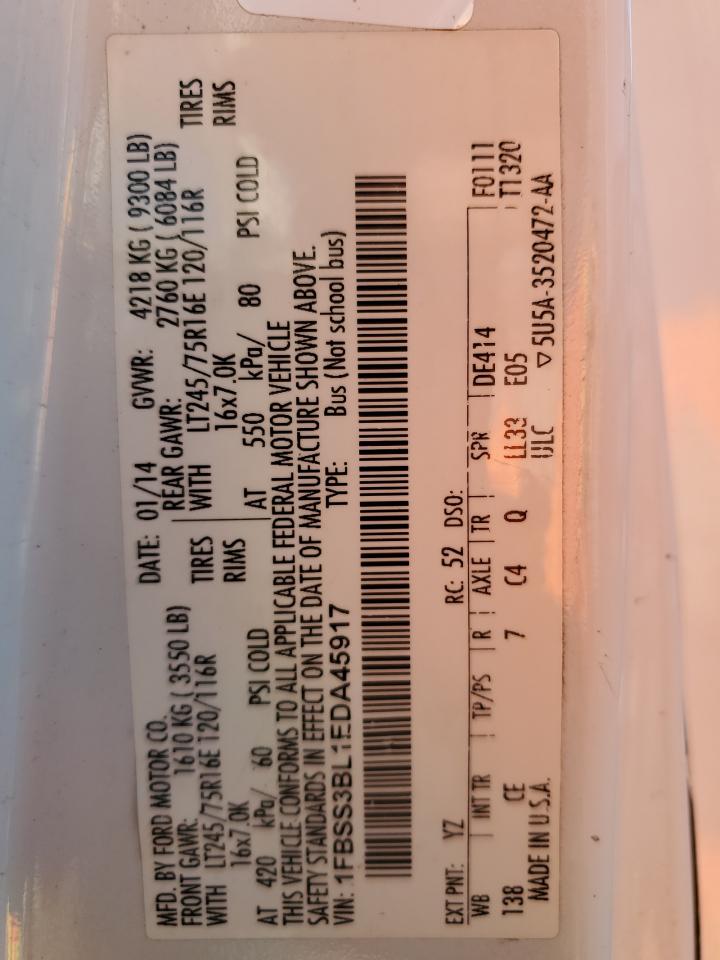 MFD. BY FORD MOTOR CO. DATE: 01/14 GVWR: 4218 KG ( 9300 LB)
FRONT GAWR: 1610 KG ( 3550 LB) REAR GAWR: 2760 KG ( 6084 LB)
WITH LT245/75R16E 120/116R TIRES WITH LT245/75R16E 120/116R TIRES
16x7.0K RIMS 16x7.0K RIMS
AT 420 kPa/ 60 PSI COLD AT 550 kPa/ 80 PSI COLD
THIS VEHICLE CONFORMS TO ALL APPLICABLE FEDERAL MOTOR VEHICLE
SAFETY STANDARDS IN EFFECT ON THE DATE OF MANUFACTURE SHOWN ABOVE.
VIN: 1FBSS3BL1EDA45917 TYPE: Bus (Not school bus)
EXT PNT: YZ RC: 52 DSO:
WB INT TR TP/PS R AXLE TR SPR DE414 F0111
138 CE 7 C4 Q LL33 E05 T1320
MADE IN U.S.A. ULC ▽5U5A-3520472-AA